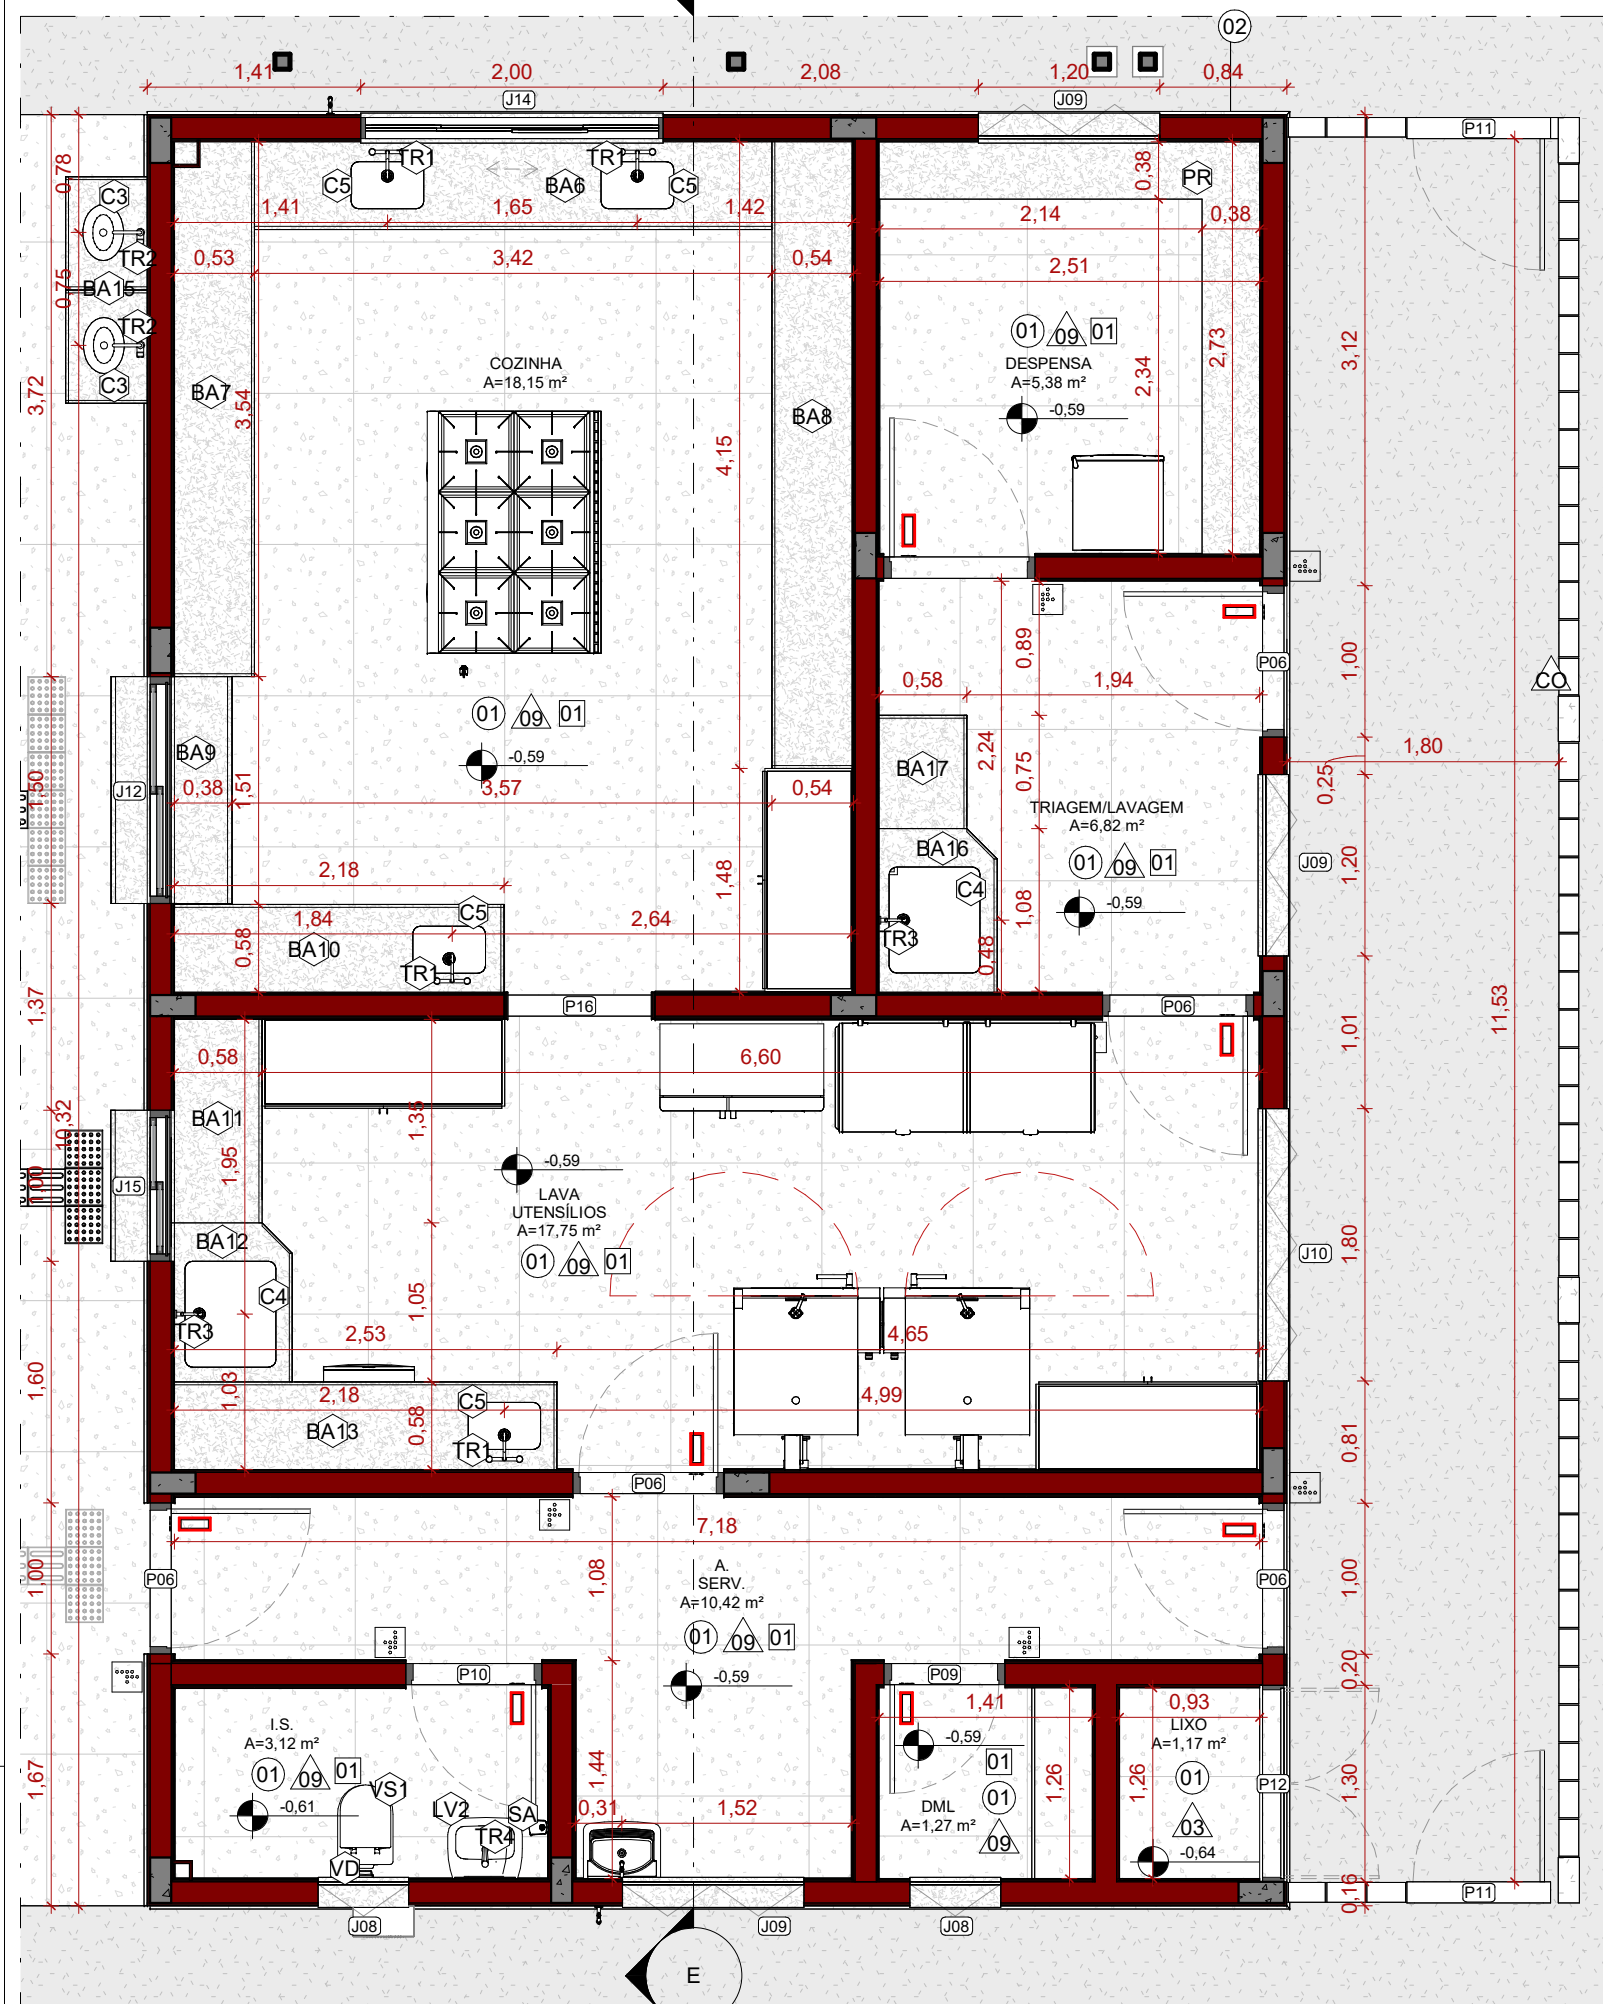 02
1,41
2,00
2,08
1,20
0,84
J14
J09
P11
0,78
C3
TR2
0,75
BA15
TR2
C3
3,72
C5
TR1
BA6
TR1
C5
1,41
1,65
1,42
0,53
3,42
0,54
0,38
PR
2,14
0,38
2,51
COZINHA
A=18,15 m²
BA7
3,54
BA8
4,15
01
09
01
DESPENSA
A=5,38 m²
-0,59
2,34
2,73
3,12
0,89
P06
1,00
CO
0,58
1,94
01
09
01
-0,59
BA9
J12
1,50
0,38
1,51
3,57
0,54
BA17
2,24
0,75
1,80
0,25
TRIAGEM/LAVAGEM
A=6,82 m²
BA16
01
09
01
J09
1,20
2,18
1,48
C4
-0,59
1,84
C5
2,64
BA10
0,58
TR1
TR3
1,08
0,48
1,37
P16
P06
11,53
1,01
0,58
6,60
10,32
BA11
1,35
1,95
-0,59
1,00
J15
LAVA
UTENSÍLIOS
A=17,75 m²
01
09
01
BA12
1,80
J10
C4
1,05
TR3
2,53
4,65
1,60
1,03
2,18
C5
4,99
BA13
0,58
TR1
0,81
P06
7,18
A.
SERV.
A=10,42 m²
1,08
1,00
P06
P06
1,00
01
09
01
P10
-0,59
P09
0,20
I.S.
A=3,12 m²
1,41
0,93
LIXO
A=1,17 m²
-0,59
01
09
01
01
01
1,67
VS1
1,44
1,26
1,26
P12
1,30
-0,61
LV2
SA
0,31
1,52
DML
A=1,27 m²
09
03
TR4
VD
-0,64
0,16
P11
J08
J09
J08
E